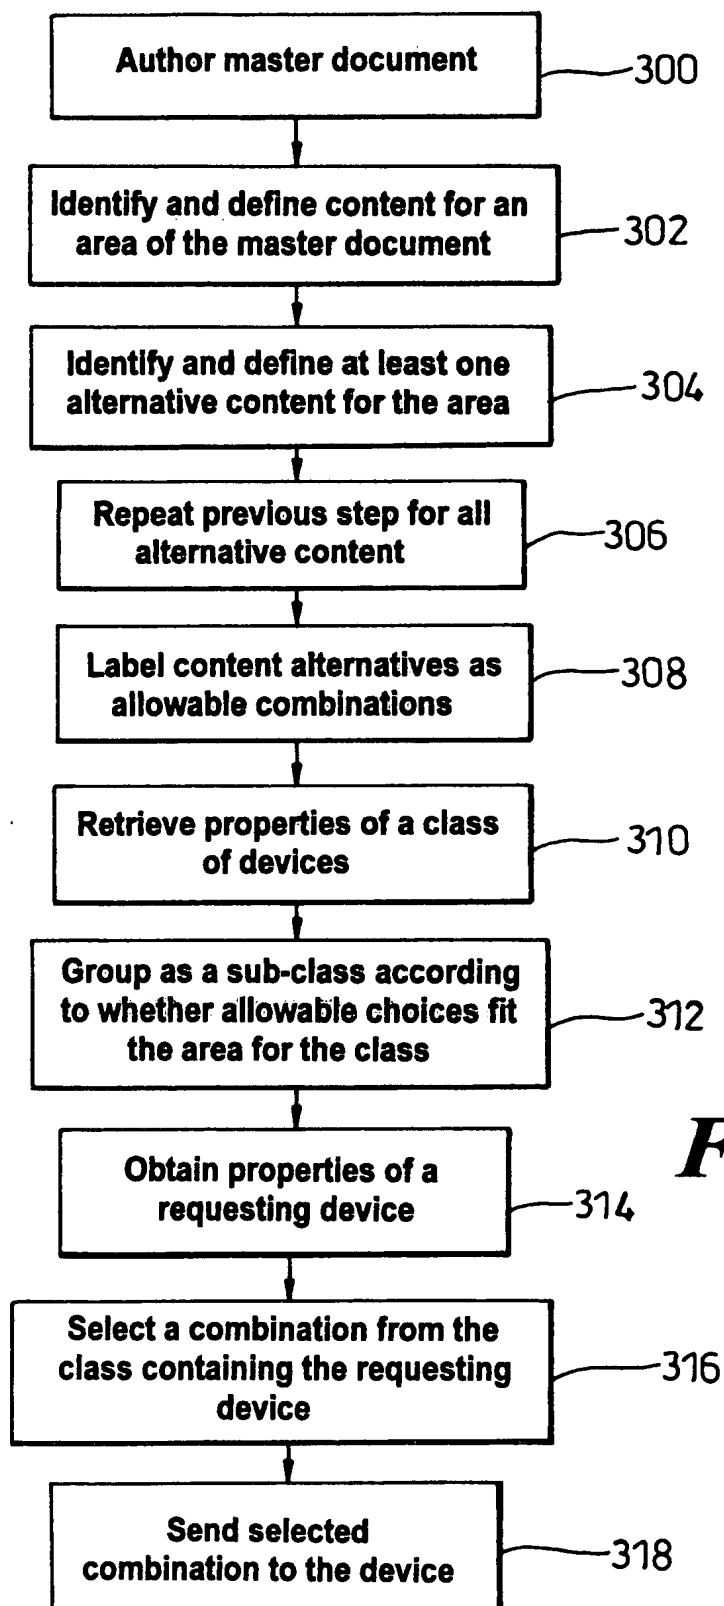 Author master document
300
Identify and define content for an
area of the master document
302
Identify and define at least one
alternative content for the area
304
Repeat previous step for all
alternative content
306
Label content alternatives as
allowable combinations
308
Retrieve properties of a class
of devices
310
Group as a sub-class according
to whether allowable choices fit
the area for the class
312
F
Obtain properties of a
requesting device
314
Select a combination from the
class containing the requesting
device
316
Send selected
combination to the device
318